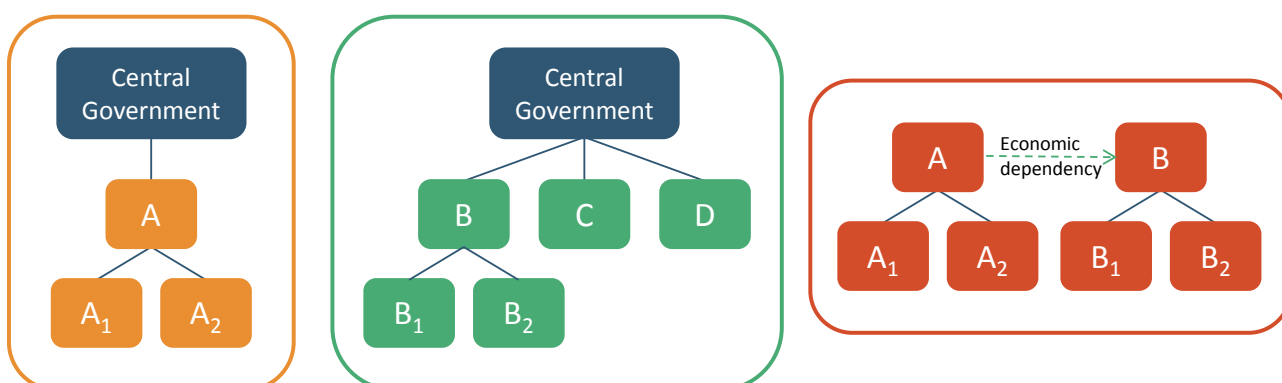 Central
Government
A
A₁
A₂
Central
Government
B
C
D
B₁
B₂
A
Economic
dependency
B
A₁
A₂
B₁
B₂